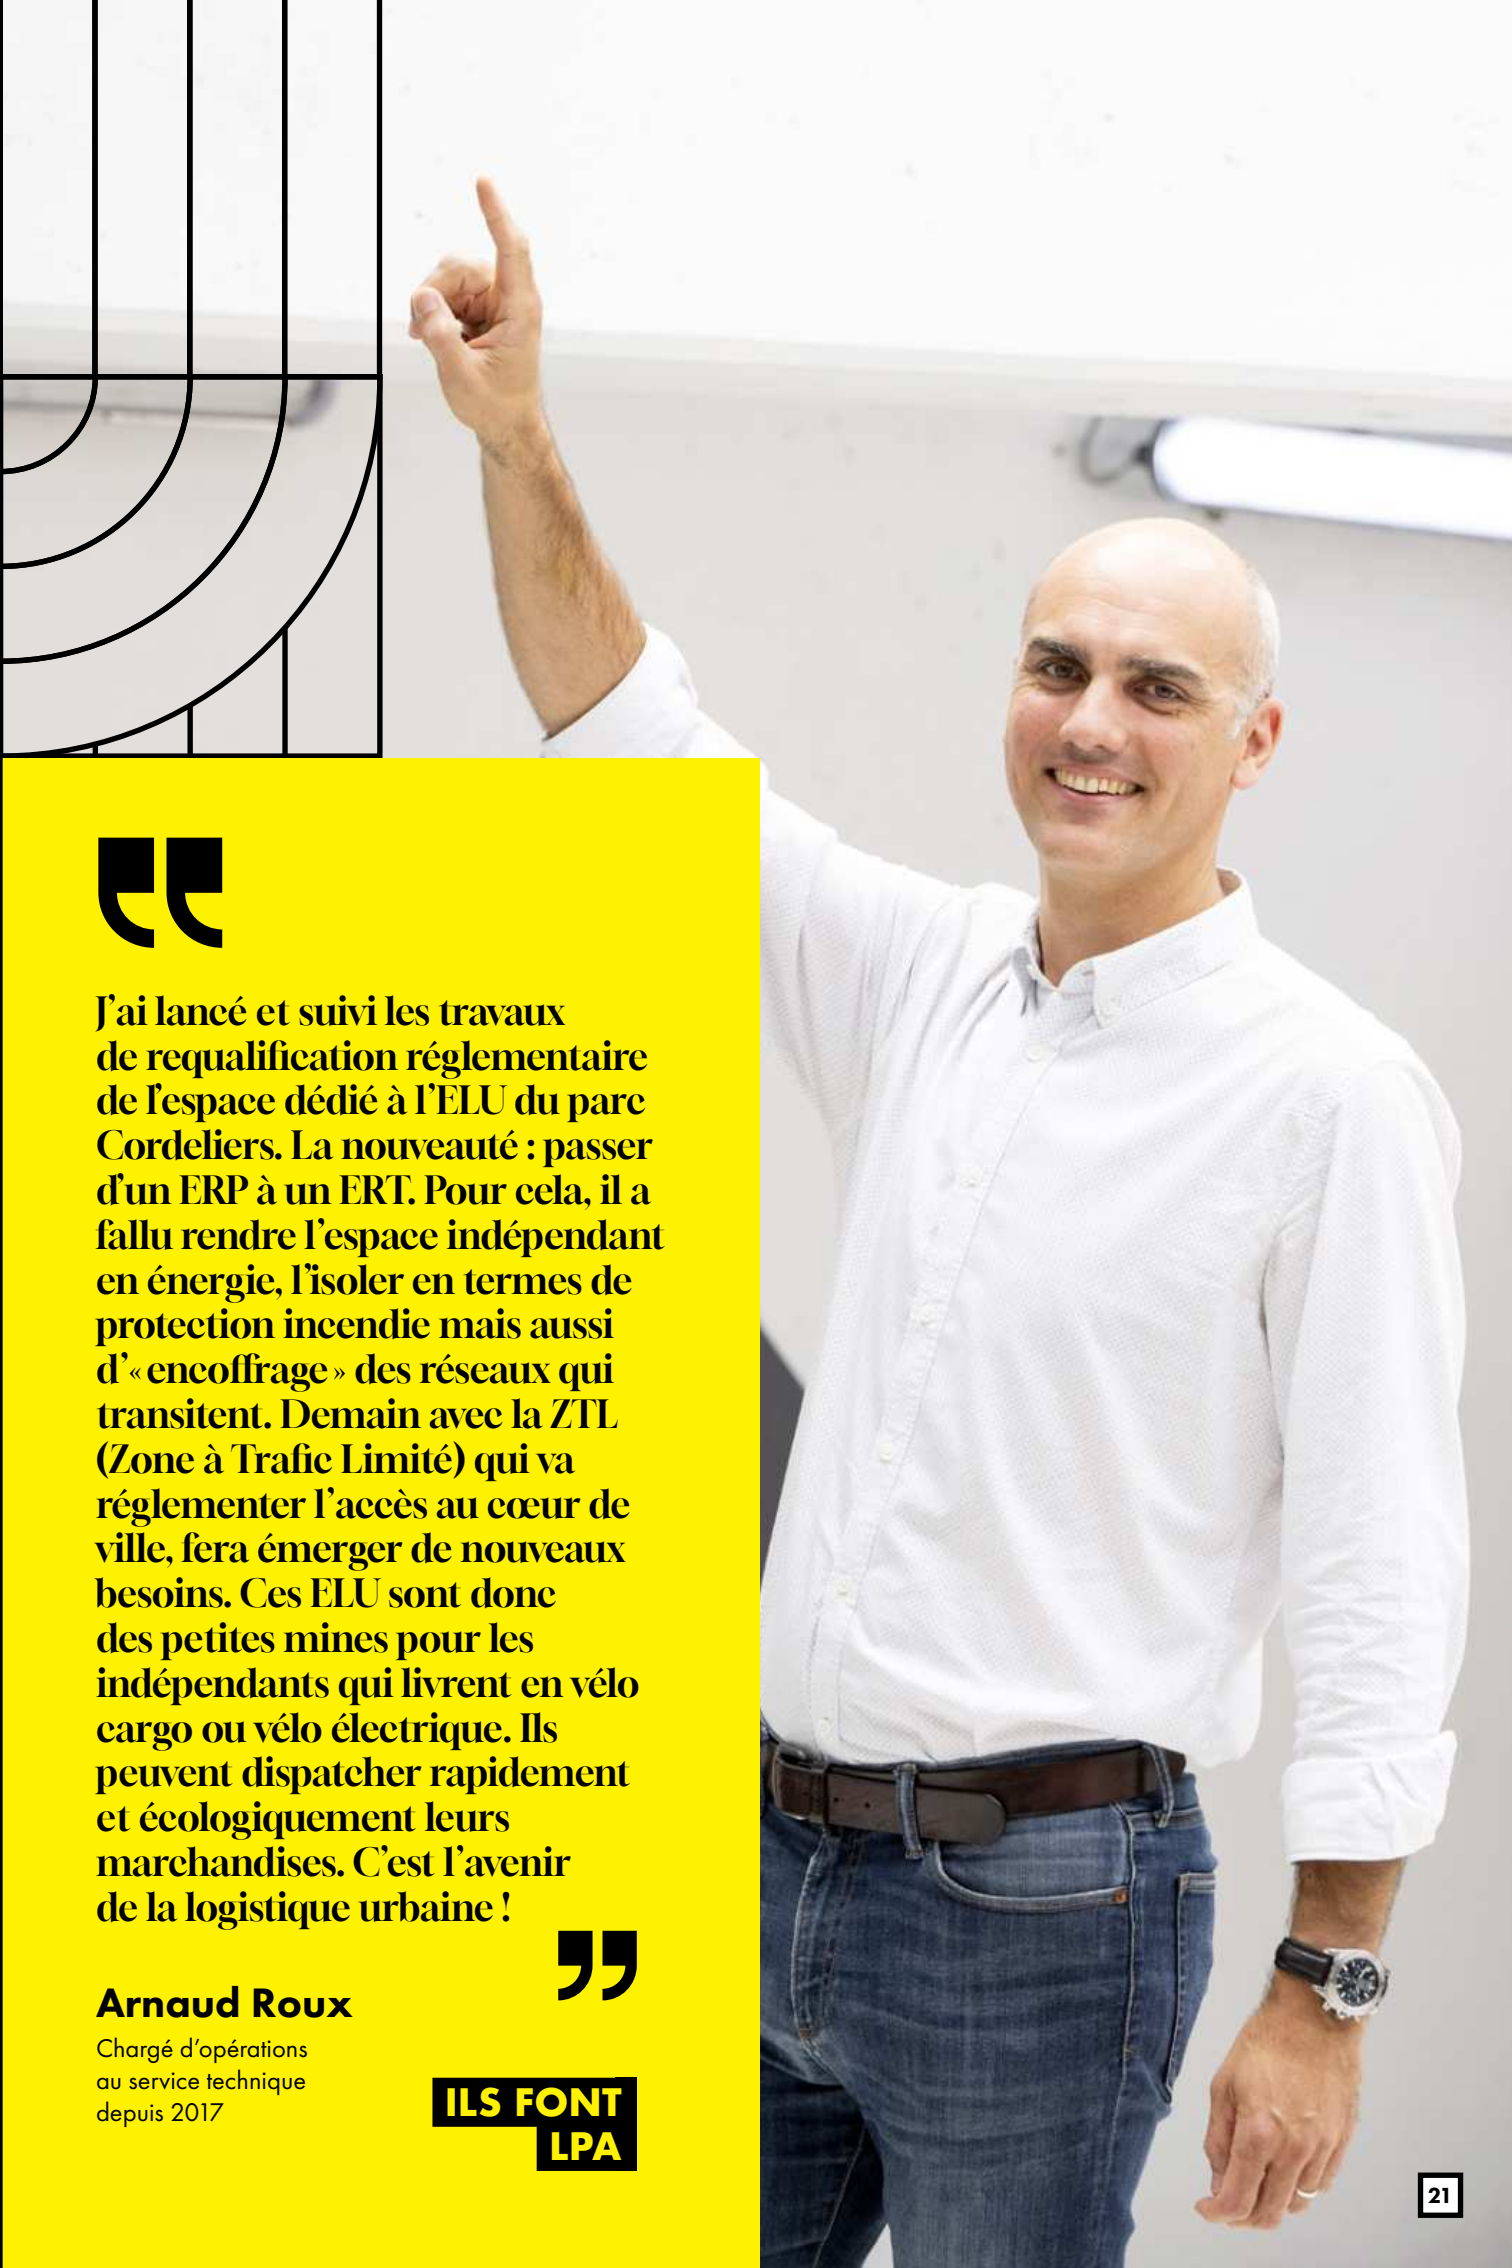 J’ai lancé et suivi les travaux
de requalification réglementaire
de l’espace dédié à l’ELU du parc
Cordeliers. La nouveauté : passer
d’un ERP à un ERT. Pour cela, il a
fallu rendre l’espace indépendant
en énergie, l’isoler en termes de
protection incendie mais aussi
d’« encoffrage » des réseaux qui
transitent. Demain avec la ZTL
(Zone à Trafic Limité) qui va
réglementer l’accès au cœur de
ville, fera émerger de nouveaux
besoins. Ces ELU sont donc
des petites mines pour les
indépendants qui livrent en vélo
cargo ou vélo électrique. Ils
peuvent dispatcher rapidement
et écologiquement leurs
marchandises. C’est l’avenir
de la logistique urbaine !
Arnaud Roux
Chargé d’opérations
au service technique
depuis 2017
ILS FONT
LPA
21